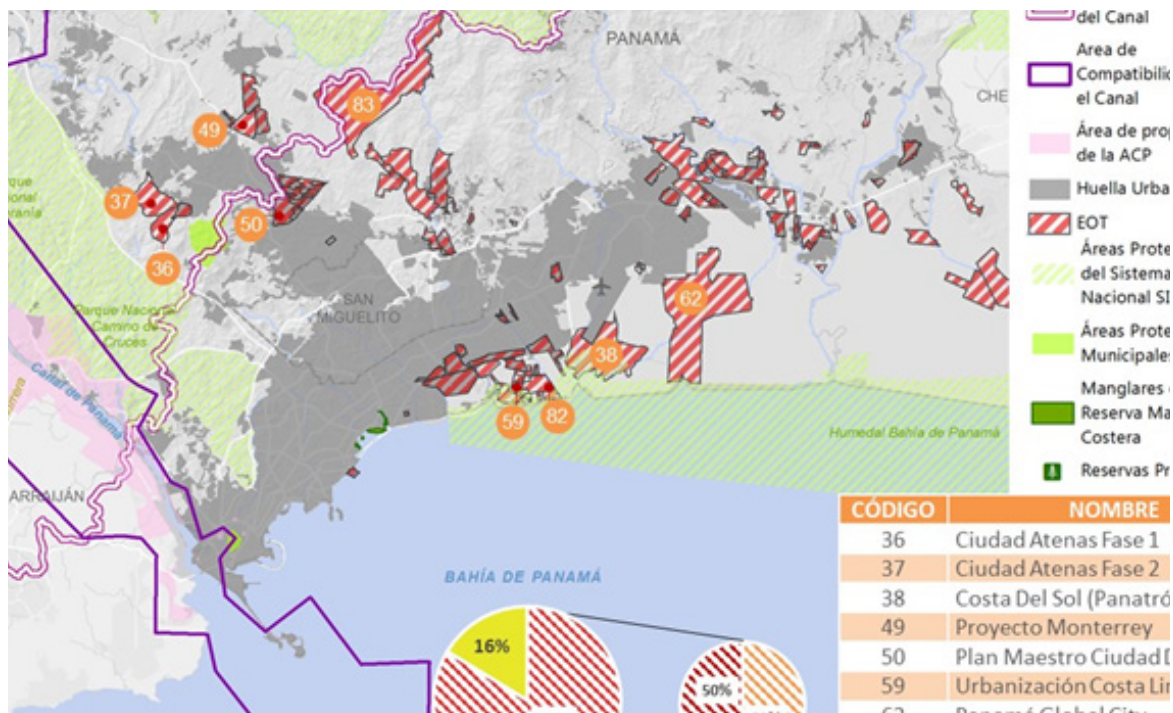 PANAMÁ
CHE
83
49
37
50
36
62
SAN
MIGUELITO
38
59
82
Parque Nacional
Camino de
Cruces
Canal de Panamá
Humedal Bahía de Panamá
ARRAIJÁN
BAHÍA DE PANAMÁ
16%
50%
del Canal
Area de
Compatibilid
el Canal
Área de prop
de la ACP
Huella Urba
EOT
Áreas Prote
del Sistema
Nacional SI
Áreas Prote
Municipales
Manglares
Reserva Ma
Costera
Reservas Pr
CÓDIGO NOMBRE
36 Ciudad Atenas Fase 1
37 Ciudad Atenas Fase 2
38 Costa Del Sol (Panatró
49 Proyecto Monterrey
50 Plan Maestro Ciudad D
59 Urbanización Costa Lin
62 Panamá Global City